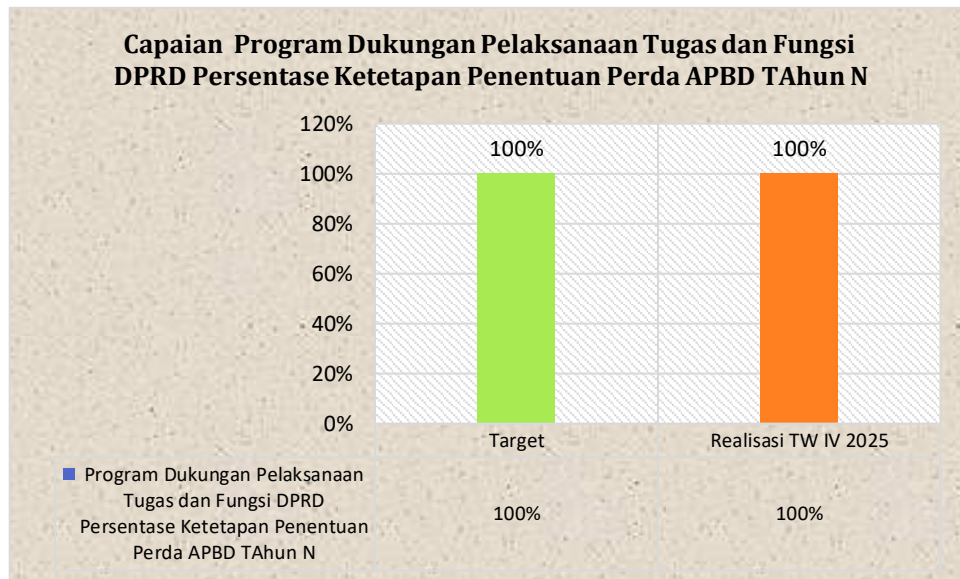 Capaian Program Dukungan Pelaksanaan Tugas dan Fungsi
DPRD Persentase Ketetapan Penentuan Perda APBD TAhun N
120%
100%
80%
60%
40%
20%
0%
100%
100%
Target
Realisasi TW IV 2025
Program Dukungan Pelaksanaan
Tugas dan Fungsi DPRD
Persentase Ketetapan Penentuan
Perda APBD TAhun N
100%
100%